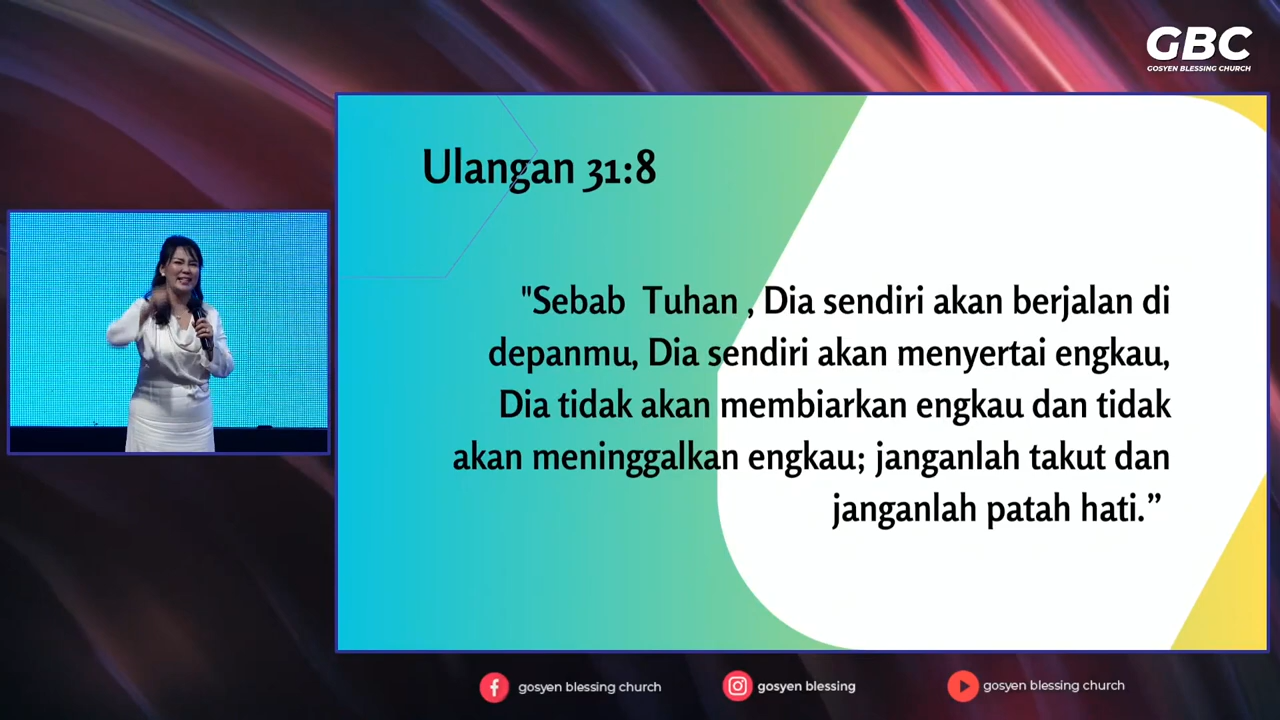 GBC
GOSYEN BLESSING CHURCH
Ulangan 31:8
"Sebab Tuhan , Dia sendiri akan berjalan di
depanmu, Dia sendiri akan menyertai engkau,
Dia tidak akan membiarkan engkau dan tidak
akan meninggalkan engkau; janganlah takut dan
janganlah patah hati.”
gosyen blessing church
gosyen blessing
gosyen blessing church